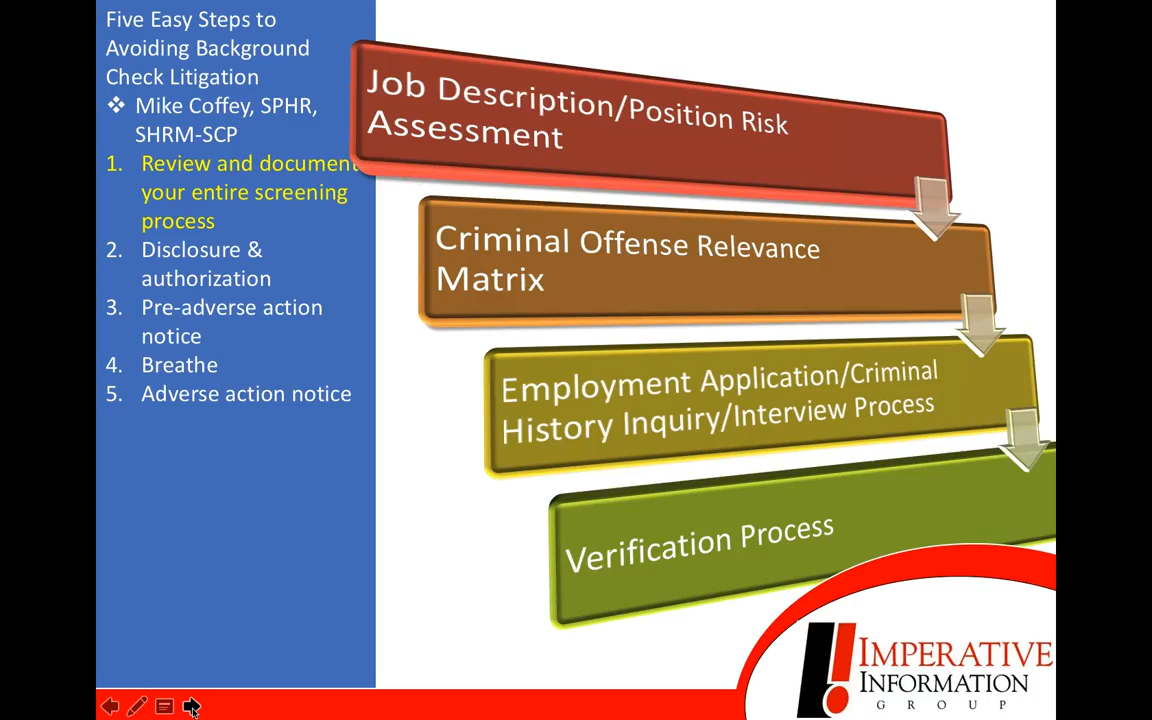 Five Easy Steps to
Avoiding Background
Check Litigation
❖ Mike Coffey, SPHR,
SHRM-SCP
1. Review and document
your entire screening
process
2. Disclosure &
authorization
3. Pre-adverse action
notice
4. Breathe
5. Adverse action notice
Job Description/Position Risk
Assessment
Criminal Offense Relevance
Matrix
Employment Application/Criminal
History Inquiry/Interview Process
Verification Process
IMPERATIVE
INFORMATION
GROUP